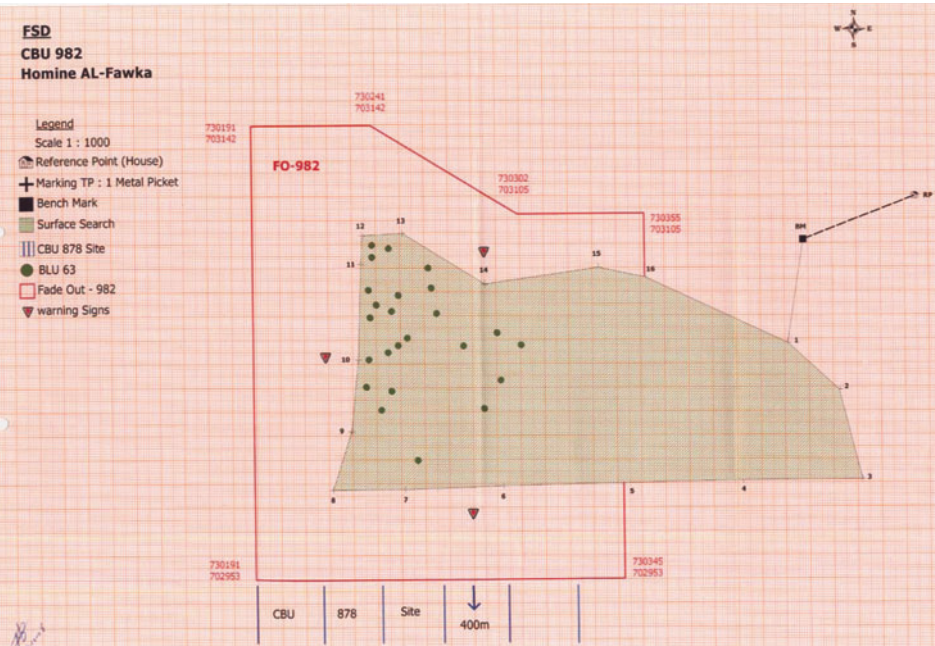 FSD
CBU 982
Homine AL-Fawka
N
W E
S
Legend
Scale 1 : 1000
Reference Point (House)
Marking TP : 1 Metal Picket
Bench Mark
Surface Search
CBU 878 Site
BLU 63
Fade Out - 982
warning Signs
730241
703142
730191
703142
FO-982
730302
703105
730355
703105
RP
BM
12
13
11
14
15
16
1
10
2
9
8
7
6
5
4
3
730191
702953
730345
702953
CBU 878 Site
400m